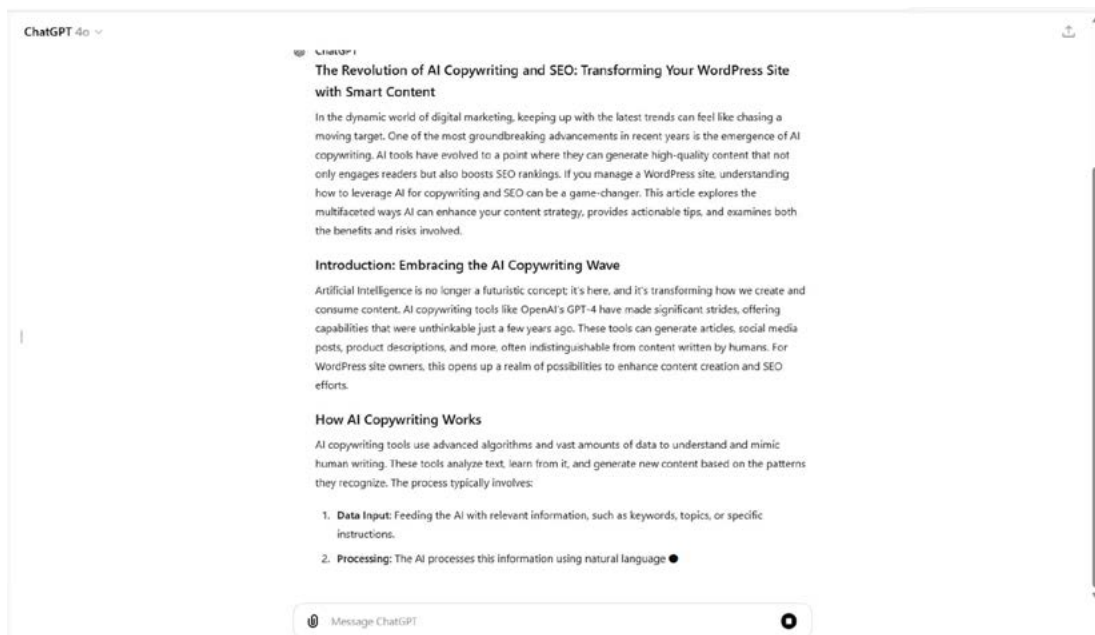 ChatGPT 4o
ChatGPT
The Revolution of AI Copywriting and SEO: Transforming Your WordPress Site
with Smart Content
In the dynamic world of digital marketing, keeping up with the latest trends can feel like chasing a
moving target. One of the most groundbreaking advancements in recent years is the emergence of AI
copywriting. AI tools have evolved to a point where they can generate high-quality content that not
only engages readers but also boosts SEO rankings. If you manage a WordPress site, understanding
how to leverage AI for copywriting and SEO can be a game-changer. This article explores the
multifaceted ways AI can enhance your content strategy, provides actionable tips, and examines both
the benefits and risks involved.
Introduction: Embracing the AI Copywriting Wave
Artificial Intelligence is no longer a futuristic concept; it's here, and it's transforming how we create and
consume content. AI copywriting tools like OpenAI's GPT-4 have made significant strides, offering
capabilities that were unthinkable just a few years ago. These tools can generate articles, social media
posts, product descriptions, and more, often indistinguishable from content written by humans. For
WordPress site owners, this opens up a realm of possibilities to enhance content creation and SEO
efforts.
How AI Copywriting Works
AI copywriting tools use advanced algorithms and vast amounts of data to understand and mimic
human writing. These tools analyze text, learn from it, and generate new content based on the patterns
they recognize. The process typically involves:
1. Data Input: Feeding the AI with relevant information, such as keywords, topics, or specific
instructions.
2. Processing: The AI processes this information using natural language
Message ChatGPT